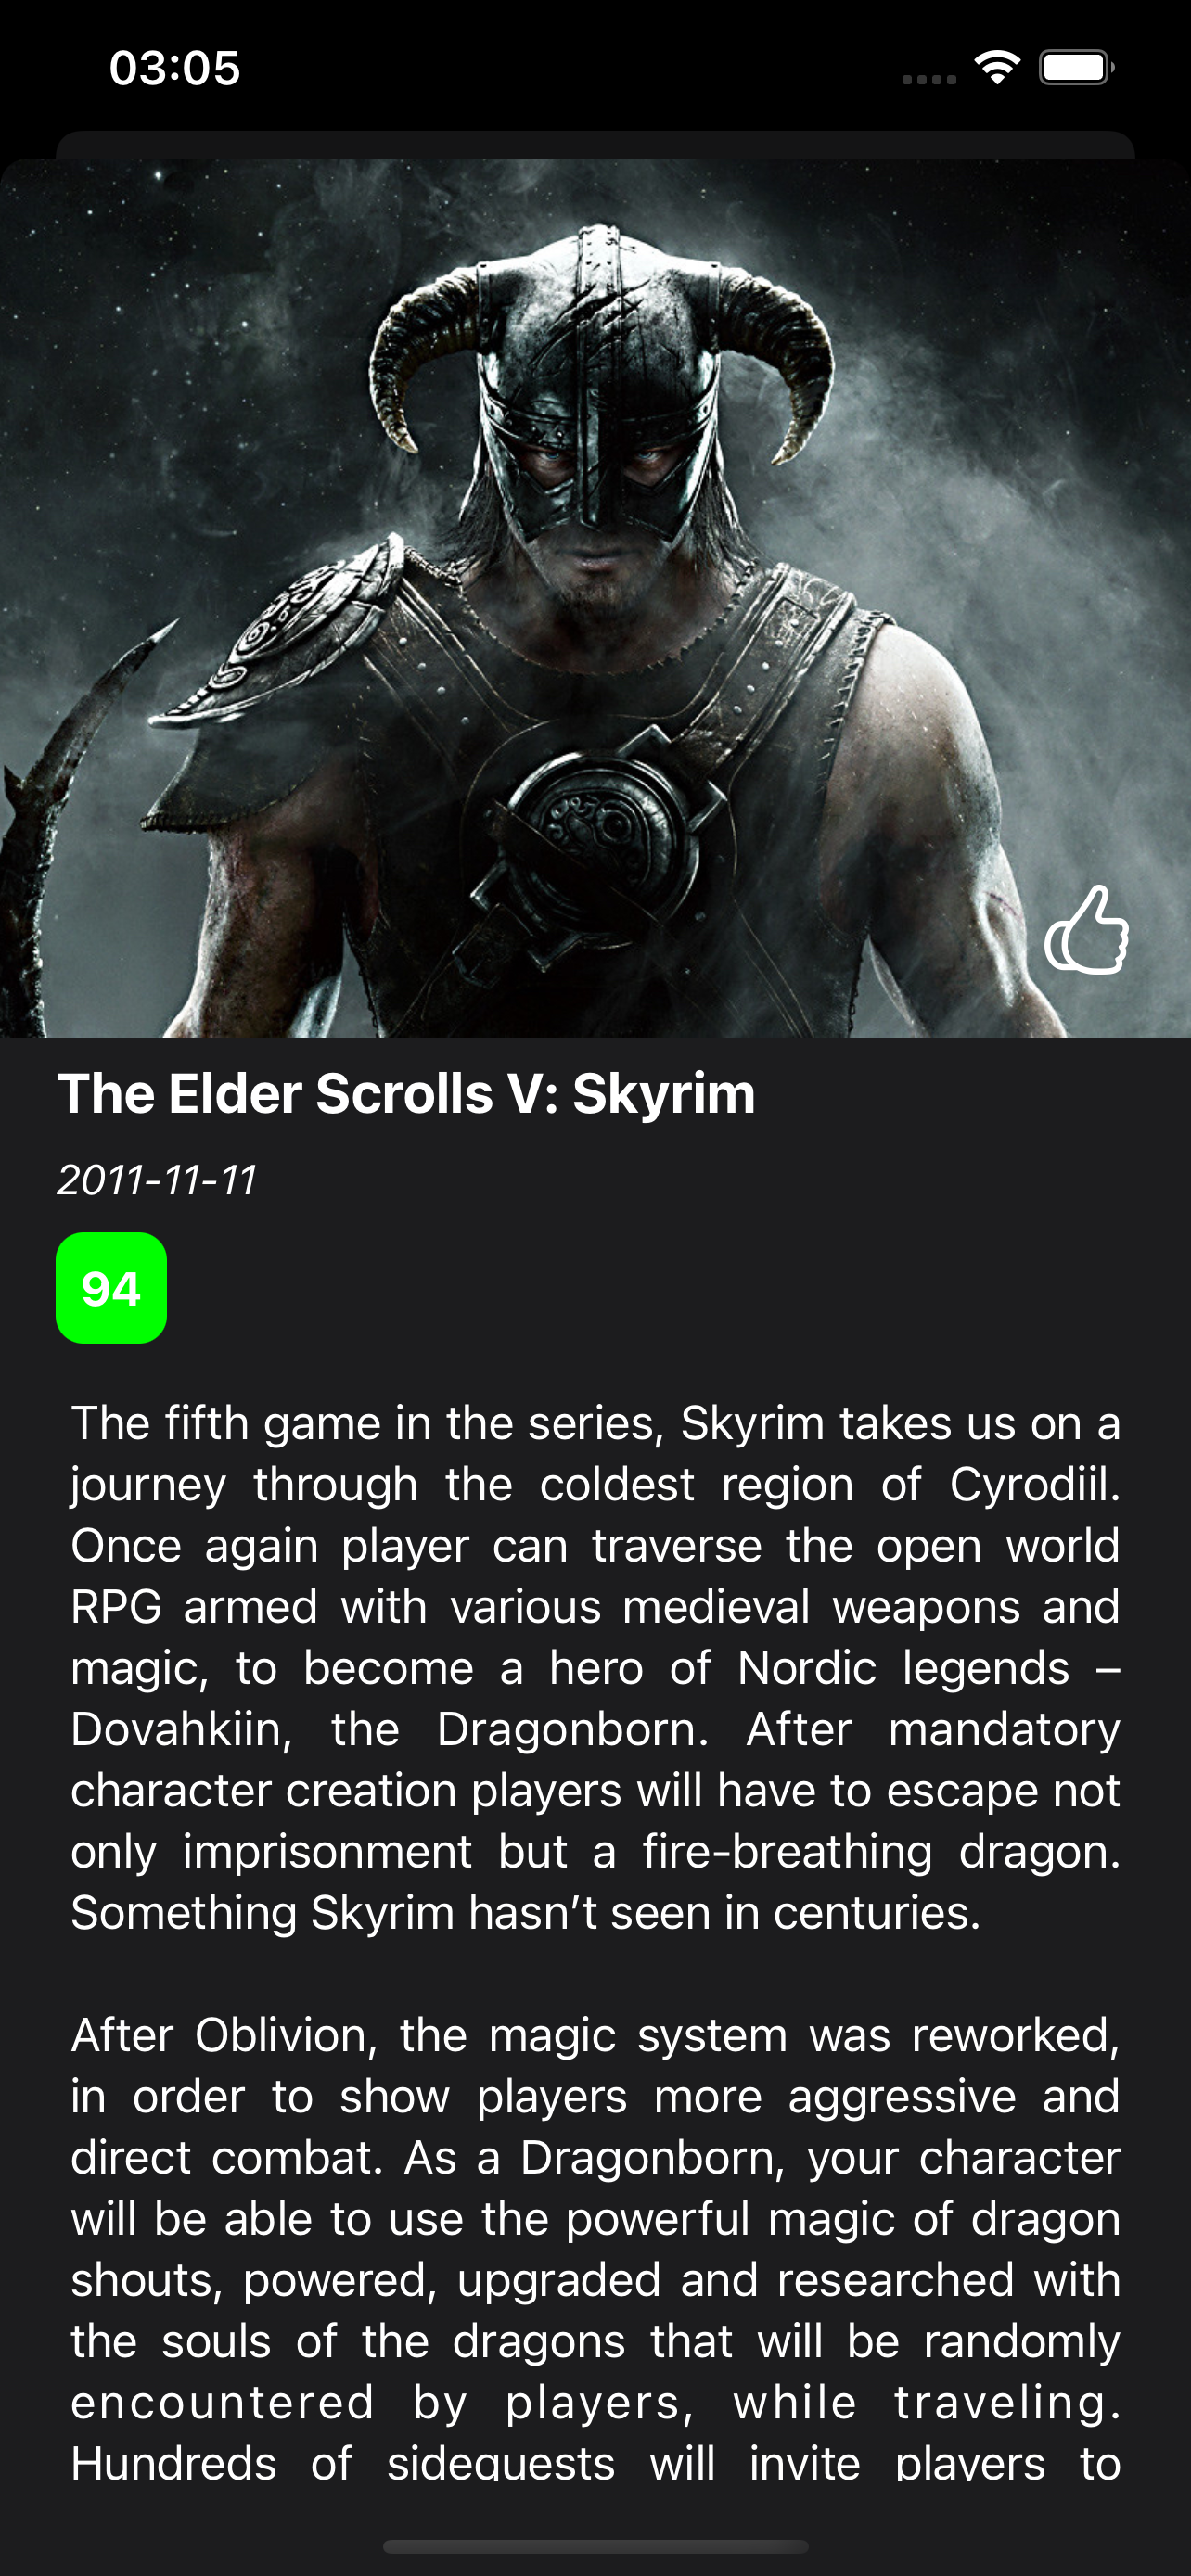 03:05
The Elder Scrolls V: Skyrim
2011-11-11
94
The fifth game in the series, Skyrim takes us on a
journey through the coldest region of Cyrodiil.
Once again player can traverse the open world
RPG armed with various medieval weapons and
magic, to become a hero of Nordic legends –
Dovahkiin, the Dragonborn. After mandatory
character creation players will have to escape not
only imprisonment but a fire-breathing dragon.
Something Skyrim hasn’t seen in centuries.
After Oblivion, the magic system was reworked,
in order to show players more aggressive and
direct combat. As a Dragonborn, your character
will be able to use the powerful magic of dragon
shouts, powered, upgraded and researched with
the souls of the dragons that will be randomly
encountered by players, while traveling.
Hundreds of sidequests will invite players to